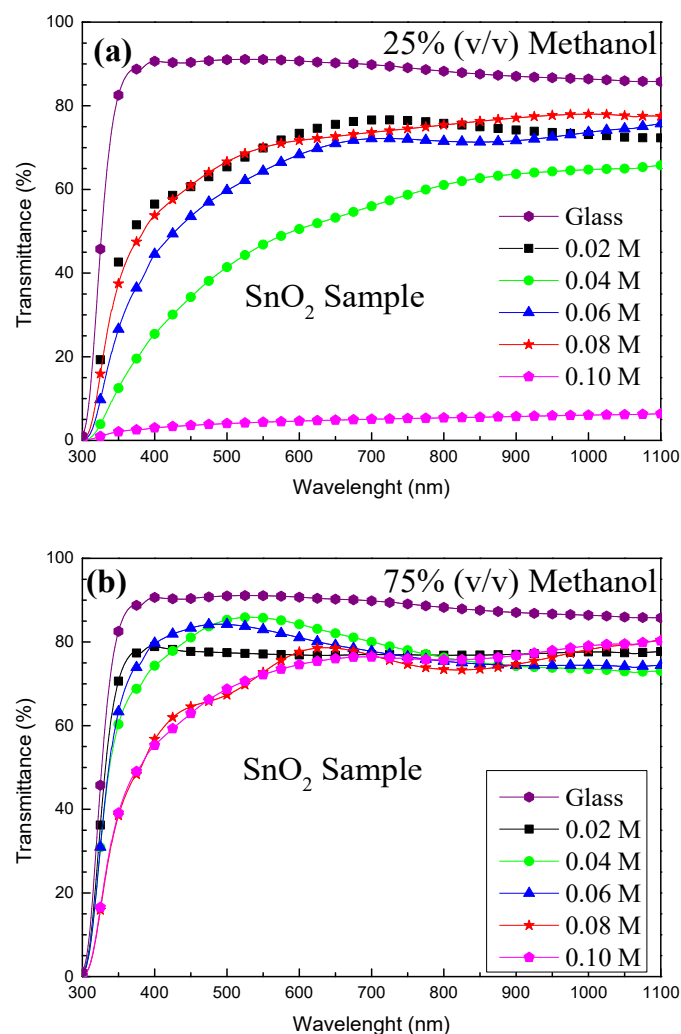 (a) 25% (v/v) Methanol
Transmittance (%)
100
80
60
40
20
0
Glass
0.02 M
0.04 M
0.06 M
0.08 M
0.10 M
SnO2 Sample
300 400 500 600 700 800 900 1000 1100
Wavelenght (nm)
(b) 75% (v/v) Methanol
Transmittance (%)
100
80
60
40
20
0
SnO2 Sample
Glass
0.02 M
0.04 M
0.06 M
0.08 M
0.10 M
300 400 500 600 700 800 900 1000 1100
Wavelenght (nm)